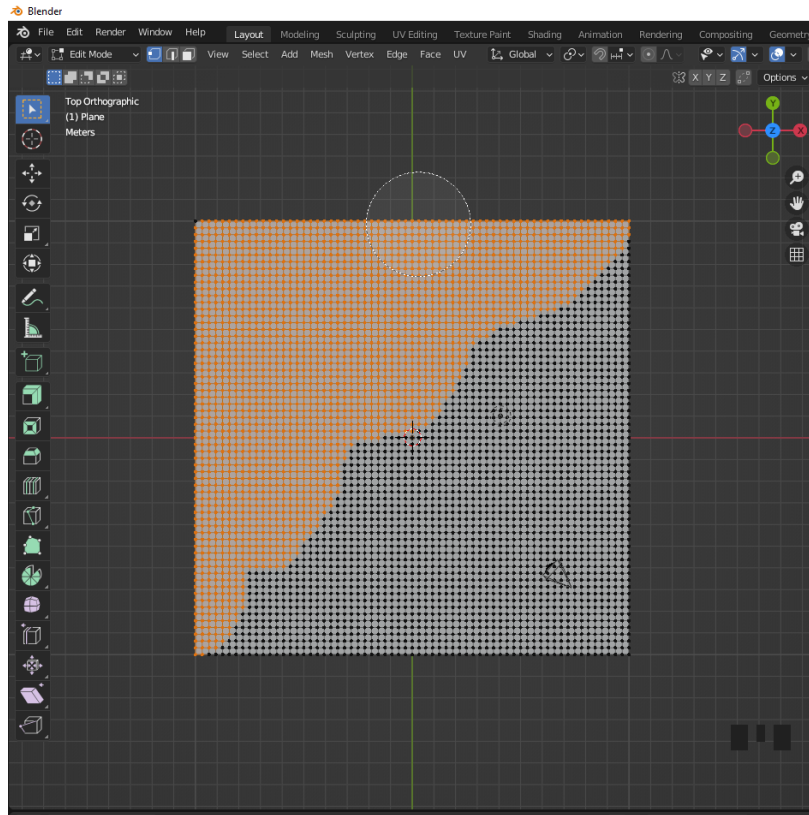 Blender
File Edit Render Window Help Layout Modeling Sculpting UV Editing Texture Paint Shading Animation Rendering Compositing Geometry
Edit Mode View Select Add Mesh Vertex Edge Face UV Global
X Y Z Options
Top Orthographic
(1) Plane
Meters
Y
Z X